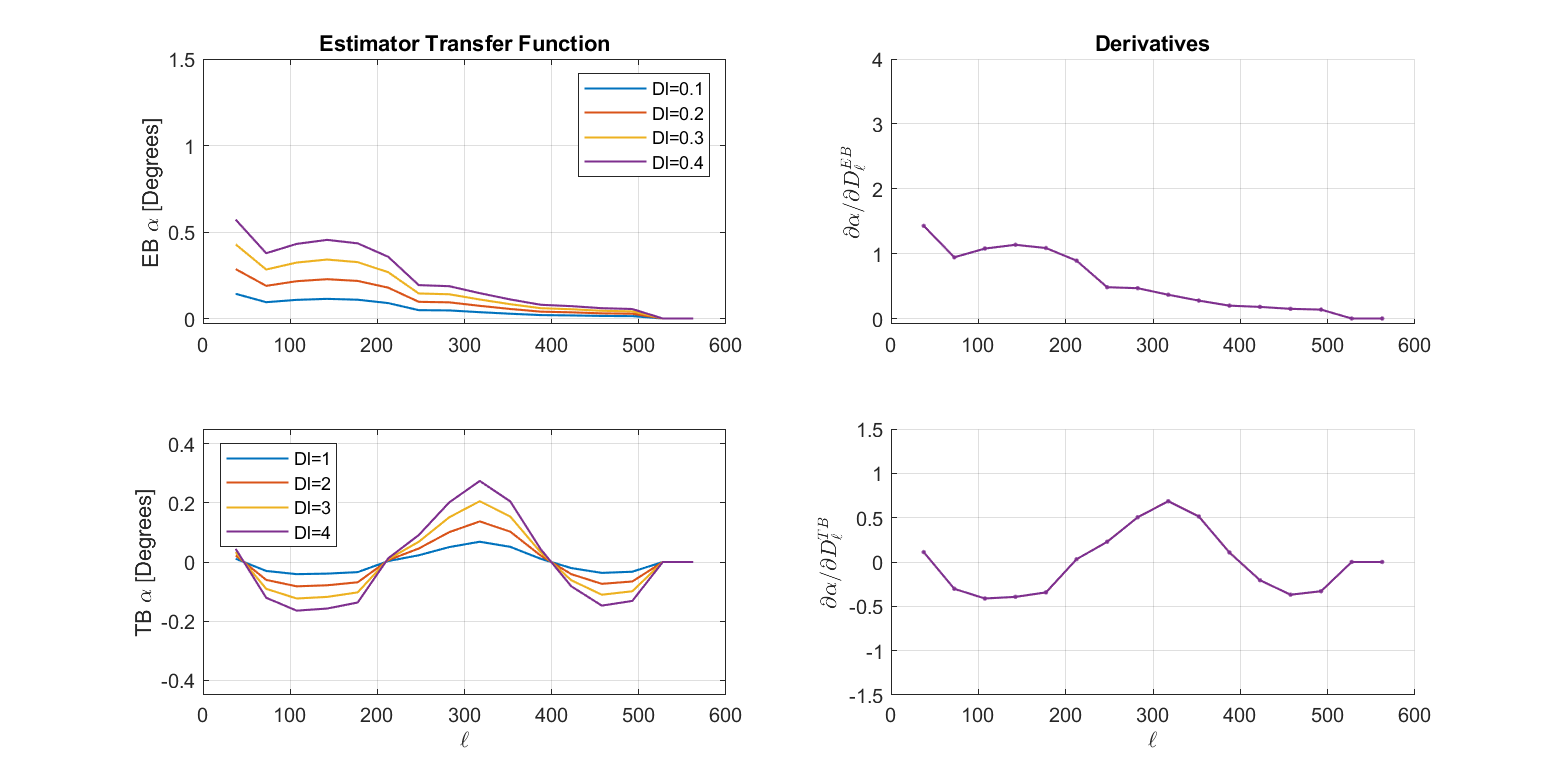 Estimator Transfer Function
EB α [Degrees]
1.5
1
0.5
0
0 100 200 300 400 500 600
Dl=0.1
Dl=0.2
Dl=0.3
Dl=0.4
Derivatives
∂α/∂D_ℓ^{EB}
4
3
2
1
0
0 100 200 300 400 500 600
TB α [Degrees]
0.4
0.2
0
-0.2
-0.4
0 100 200 300 400 500 600
ℓ
Dl=1
Dl=2
Dl=3
Dl=4
∂α/∂D_ℓ^{TB}
1.5
1
0.5
0
-0.5
-1
-1.5
0 100 200 300 400 500 600
ℓ